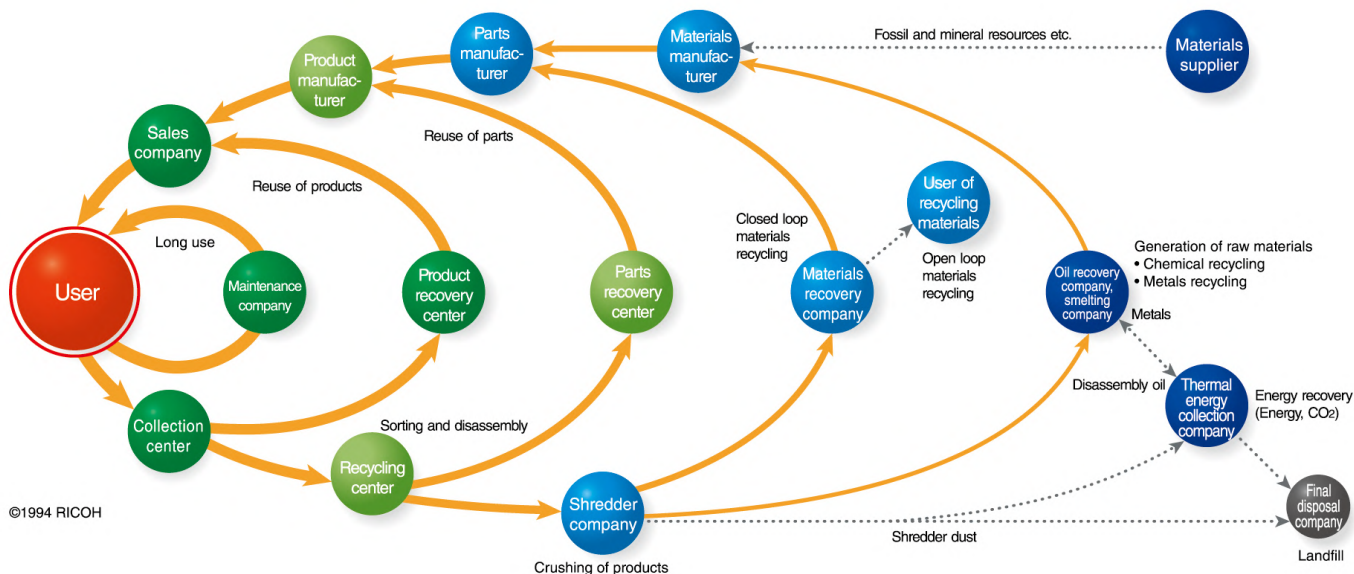 Parts
manufac-
turer
Materials
manufac-
turer
Fossil and mineral resources etc.
Materials
supplier
Product
manufac-
turer
Sales
company
Reuse of parts
Reuse of products
User of
recycling
materials
Closed loop
materials
recycling
Open loop
materials
recycling
Long use
User
Maintenance
company
Product
recovery
center
Parts
recovery
center
Materials
recovery
company
Oil recovery
company,
smelting
company
Generation of raw materials
• Chemical recycling
• Metals recycling
Metals
Disassembly oil
Thermal
energy
collection
company
Energy recovery
(Energy, CO2)
Collection
center
Sorting and disassembly
Recycling
center
Shredder
company
Crushing of products
Shredder dust
Final
disposal
company
Landfill
©1994 RICOH